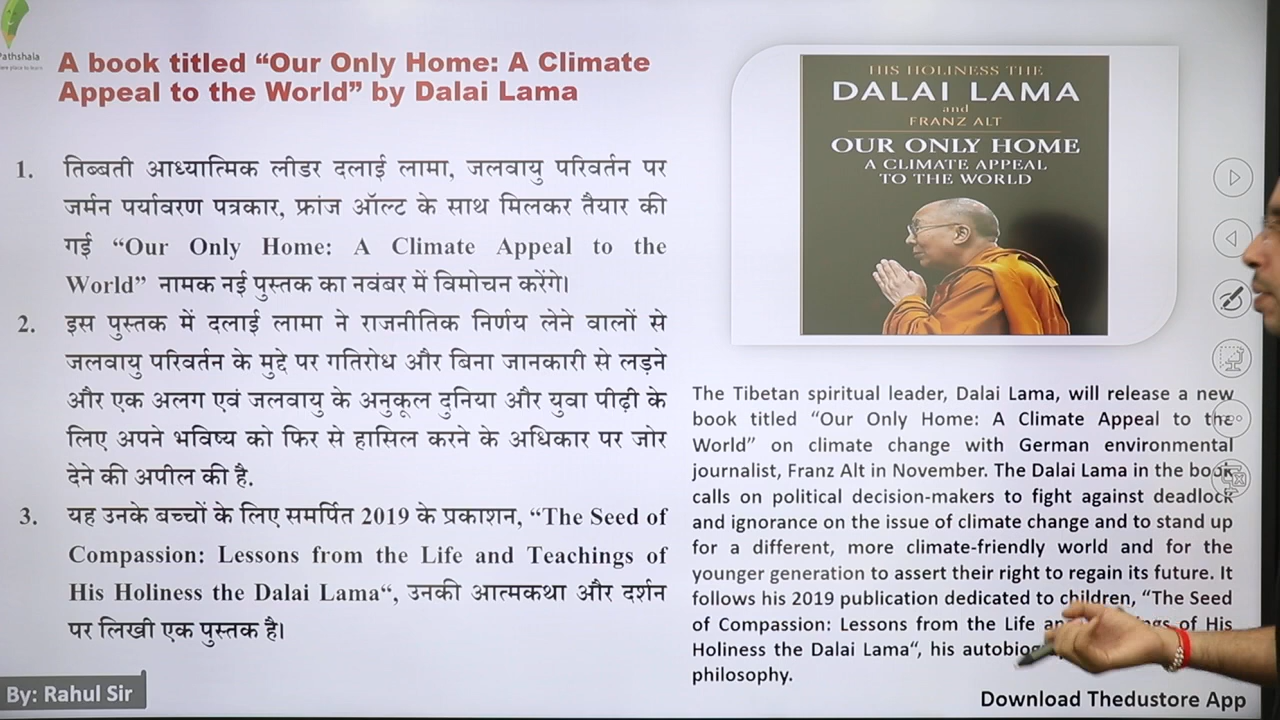 Pathshala
A book titled “Our Only Home: A Climate
Appeal to the World” by Dalai Lama
1. तिब्बती आध्यात्मिक लीडर दलाई लामा, जलवायु परिवर्तन पर
जर्मन पर्यावरण पत्रकार, फ्रांज ऑल्ट के साथ मिलकर तैयार की
गई “Our Only Home: A Climate Appeal to the
World” नामक नई पुस्तक का नवंबर में विमोचन करेंगे।
2. इस पुस्तक में दलाई लामा ने राजनीतिक निर्णय लेने वालों से
जलवायु परिवर्तन के मुद्दे पर गतिरोध और बिना जानकारी से लड़ने
और एक अलग एवं जलवायु के अनुकूल दुनिया और युवा पीढ़ी के
लिए अपने भविष्य को फिर से हासिल करने के अधिकार पर जोर
देने की अपील की है.
3. यह उनके बच्चों के लिए समर्पित 2019 के प्रकाशन, “The Seed of
Compassion: Lessons from the Life and Teachings of
His Holiness the Dalai Lama“, उनकी आत्मकथा और दर्शन
पर लिखी एक पुस्तक है।
By: Rahul Sir
HIS HOLINESS THE
DALAI LAMA
and
FRANZ ALT
OUR ONLY HOME
A CLIMATE APPEAL
TO THE WORLD
The Tibetan spiritual leader, Dalai Lama, will release a new
book titled “Our Only Home: A Climate Appeal to the
World” on climate change with German environmental
journalist, Franz Alt in November. The Dalai Lama in the book
calls on political decision-makers to fight against deadlock
and ignorance on the issue of climate change and to stand up
for a different, more climate-friendly world and for the
younger generation to assert their right to regain its future. It
follows his 2019 publication dedicated to children, “The Seed
of Compassion: Lessons from the Life of His
Holiness the Dalai Lama“, his
philosophy.
Download Thedustore App